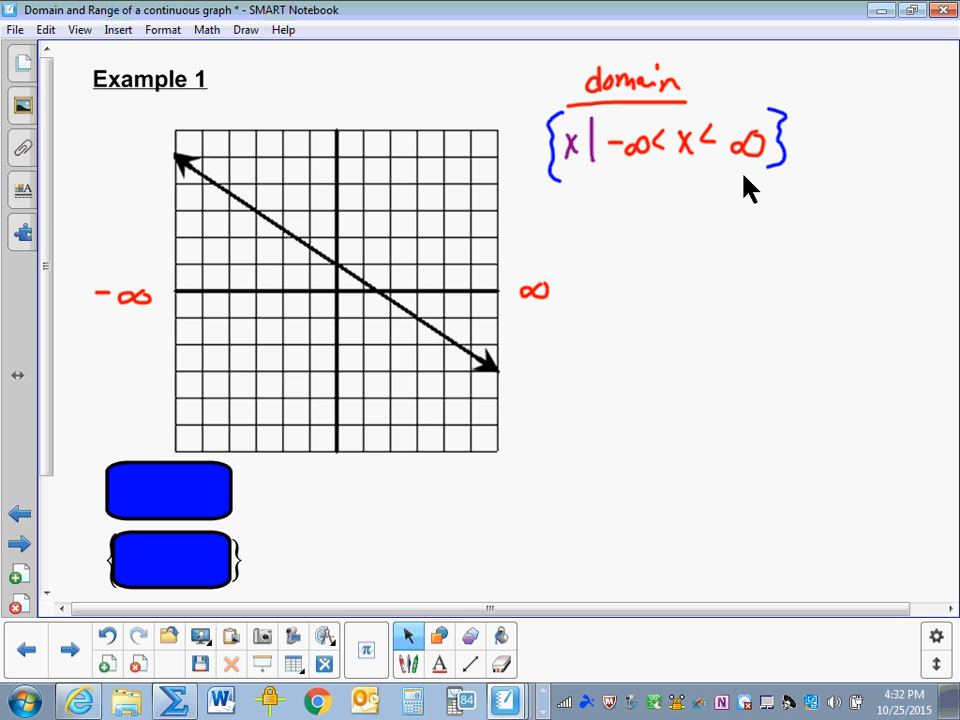 Domain and Range of a continuous graph * - SMART Notebook
File Edit View Insert Format Math Draw Help
Example 1
domain
{x | -∞ < x < ∞}
-∞
∞
{ }
π
A
84
4:32 PM
10/25/2015